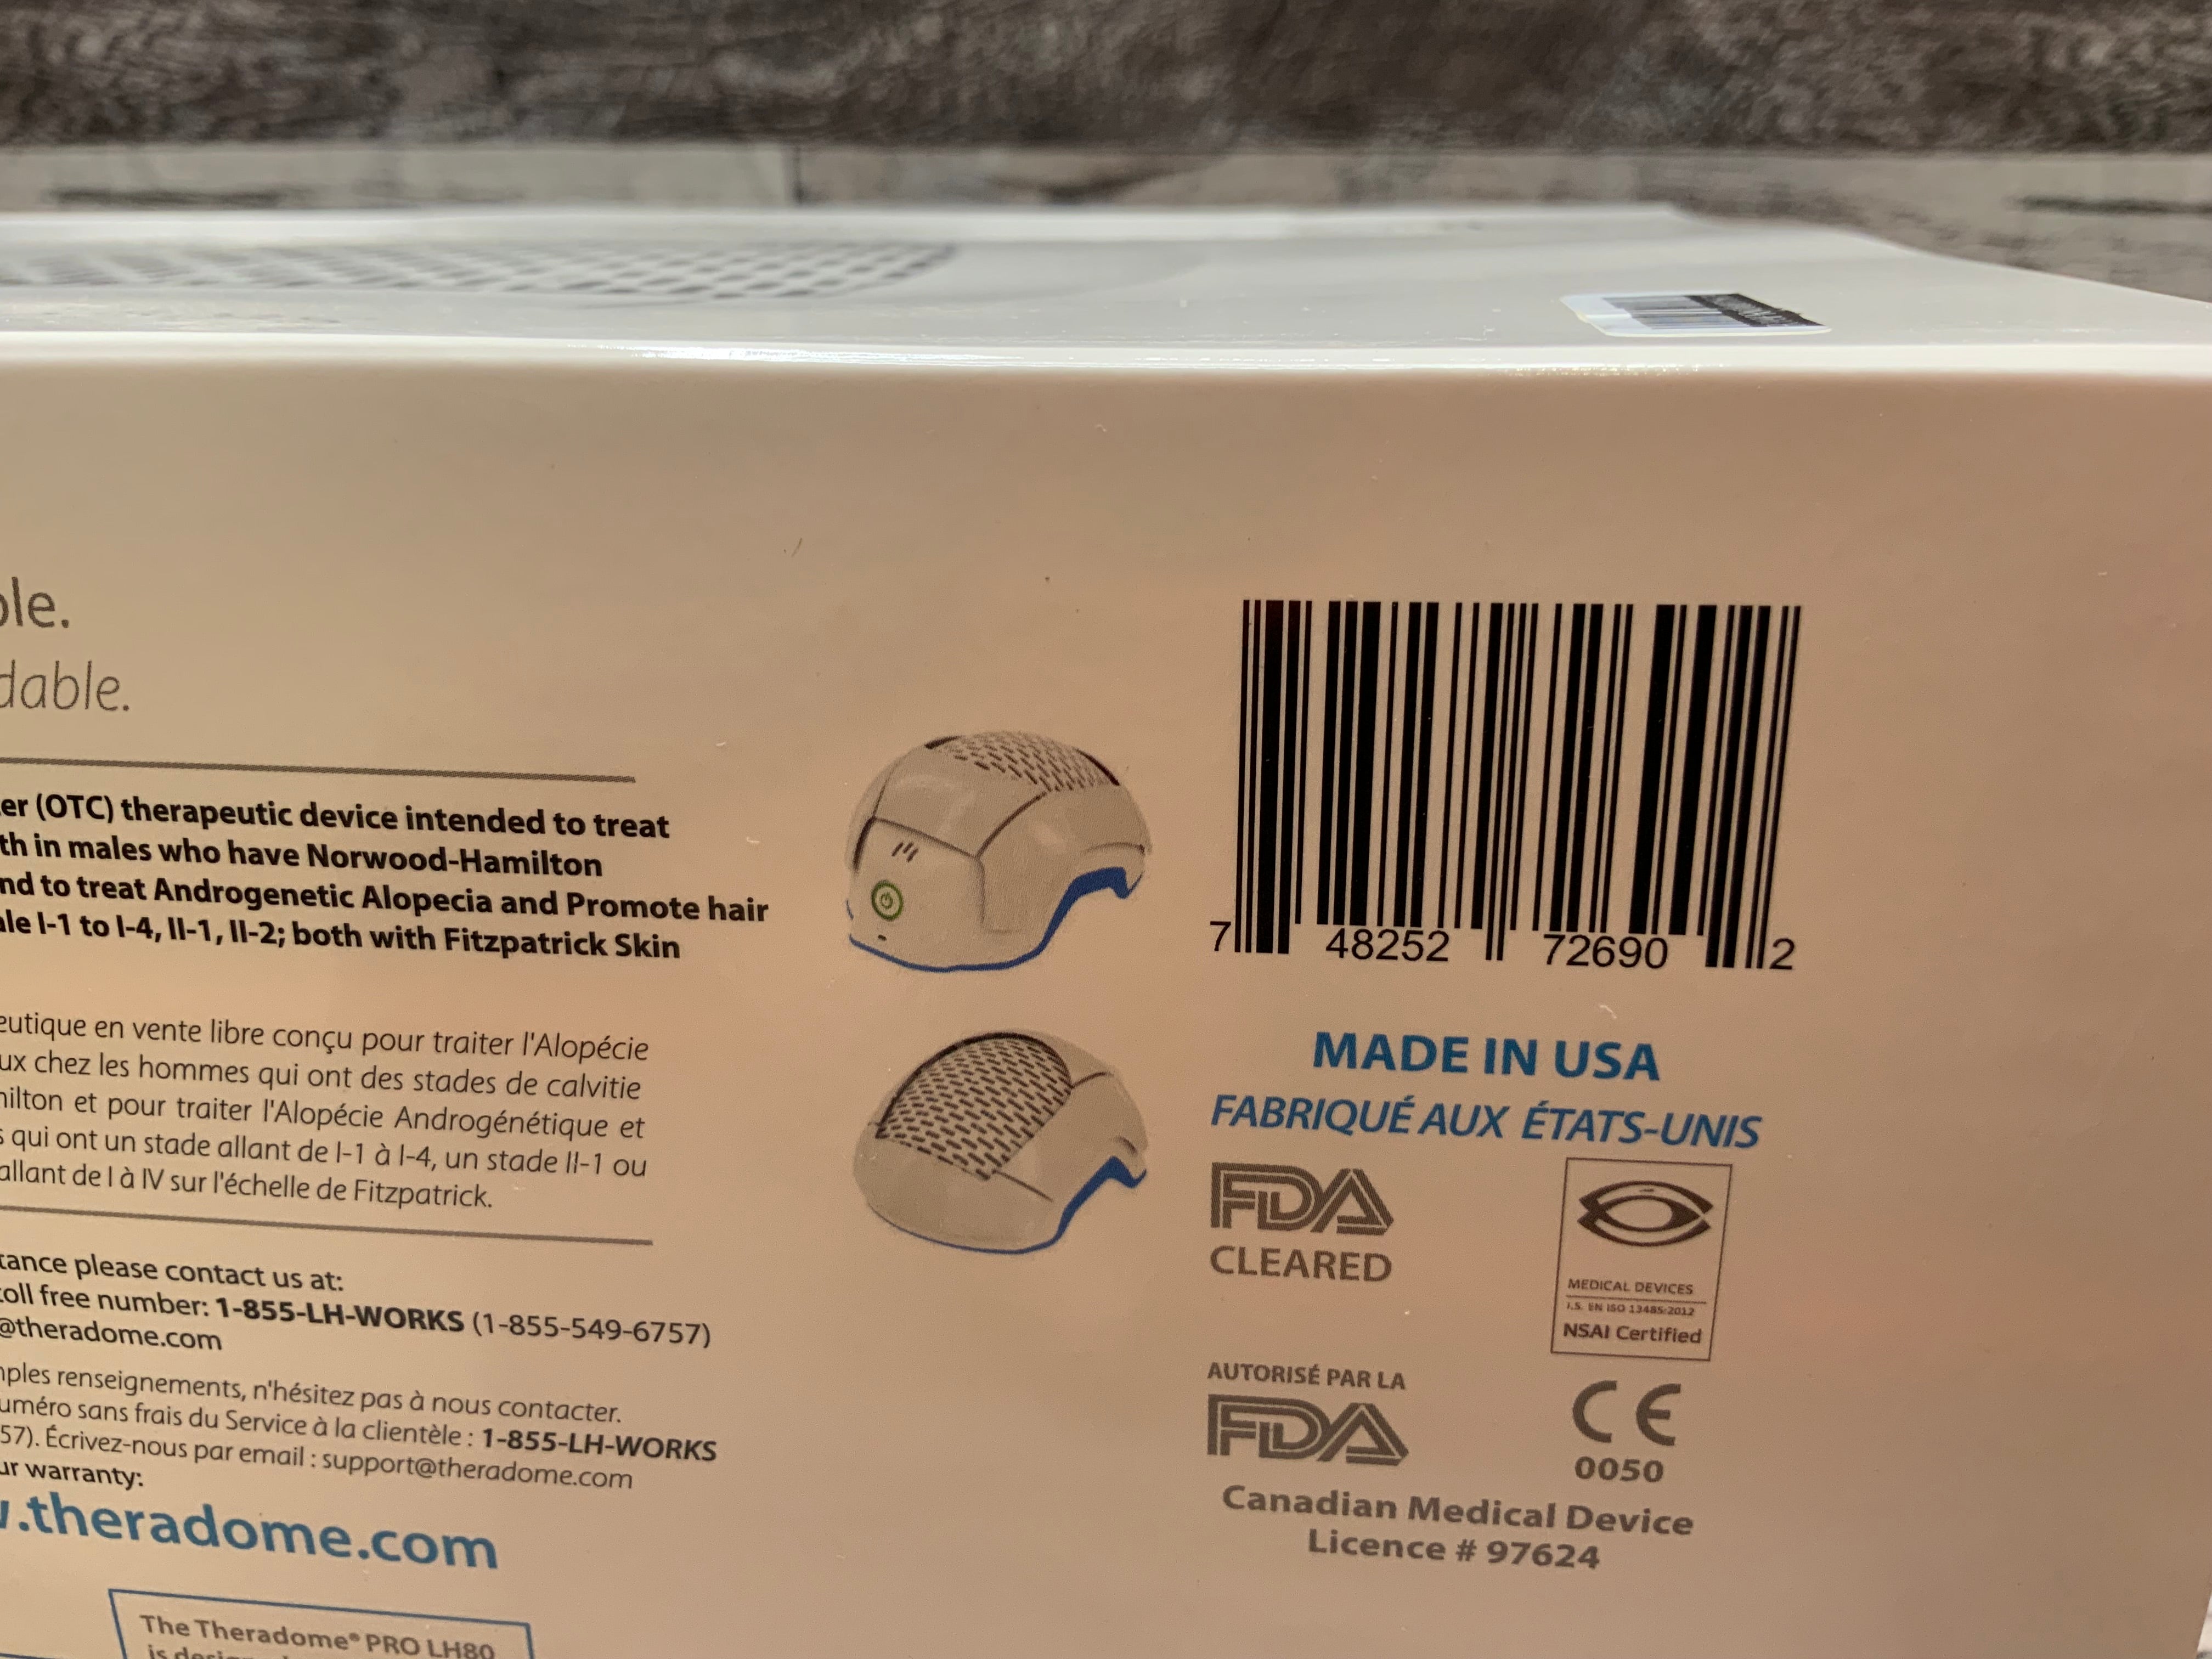 ble.
dable.
er (OTC) therapeutic device intended to treat
th in males who have Norwood-Hamilton
nd to treat Androgenetic Alopecia and Promote hair
ale I-1 to I-4, II-1, II-2; both with Fitzpatrick Skin
eutique en vente libre conçu pour traiter l'Alopécie
ux chez les hommes qui ont des stades de calvitie
milton et pour traiter l'Alopécie Androgénétique et
s qui ont un stade allant de I-1 à I-4, un stade II-1 ou
allant de I à IV sur l'échelle de Fitzpatrick.
tance please contact us at:
toll free number: 1-855-LH-WORKS (1-855-549-6757)
@theradome.com
mples renseignements, n'hésitez pas à nous contacter.
uméro sans frais du Service à la clientèle : 1-855-LH-WORKS
57). Écrivez-nous par email : support@theradome.com
ur warranty:
w.theradome.com
The Theradome® PRO LH80
7 48252 72690 2
MADE IN USA
FABRIQUÉ AUX ÉTATS-UNIS
FDA
CLEARED
MEDICAL DEVICES
I.S. EN ISO 13485:2012
NSAI Certified
AUTORISÉ PAR LA
FDA
CE
0050
Canadian Medical Device
Licence # 97624